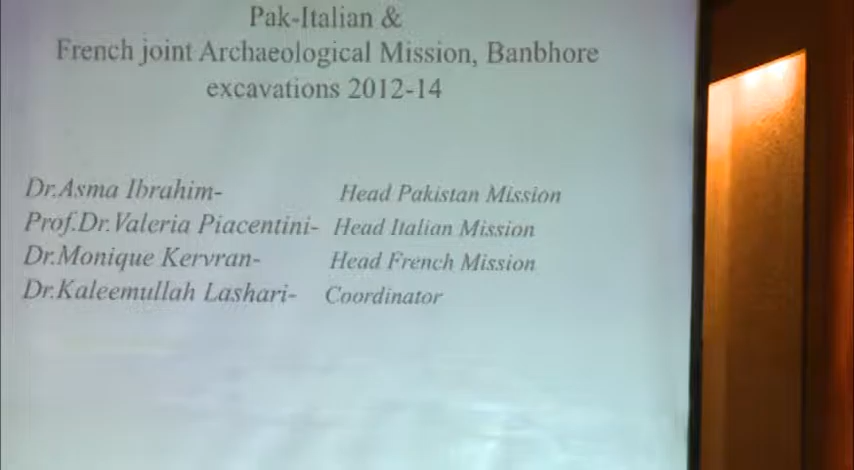 Pak-Italian &
French joint Archaeological Mission, Banbhore
excavations 2012-14
Dr.Asma Ibrahim- Head Pakistan Mission
Prof.Dr.Valeria Piacentini- Head Italian Mission
Dr.Monique Kervran- Head French Mission
Dr.Kaleemullah Lashari- Coordinator